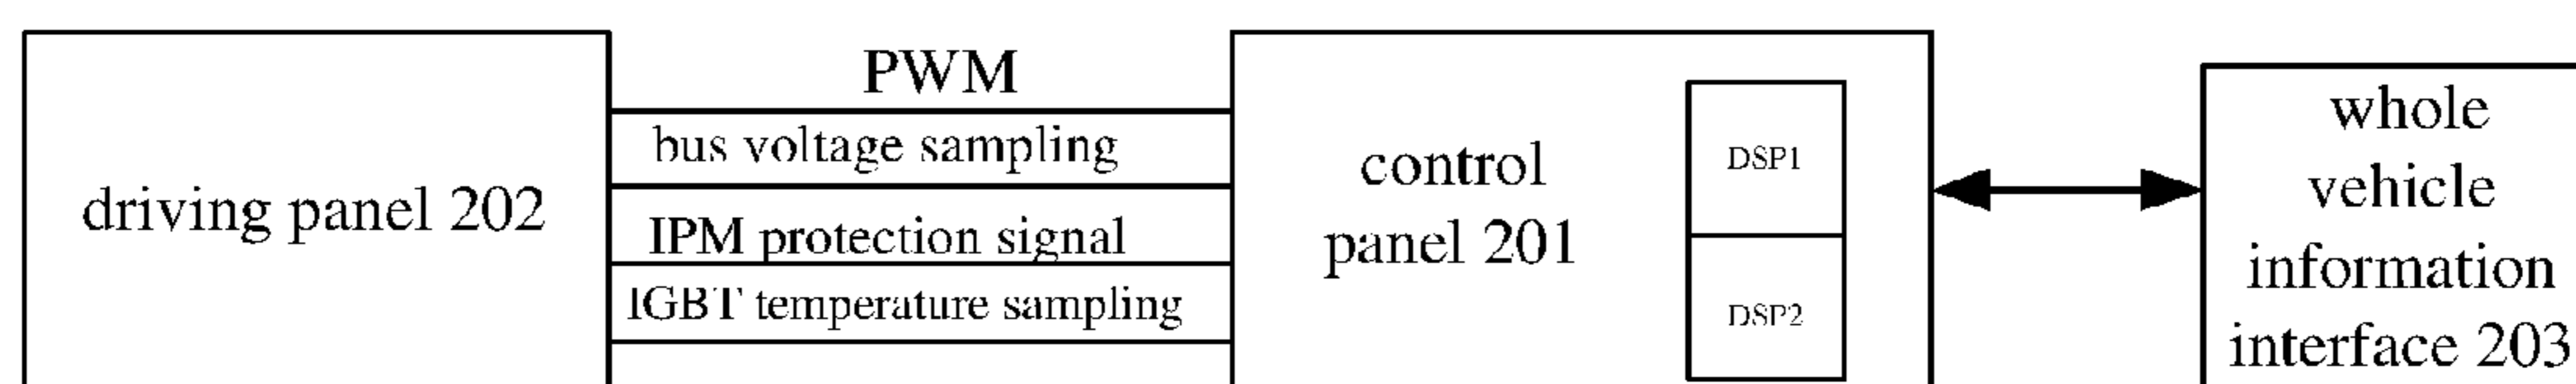 driving panel 202
PWM
bus voltage sampling
IPM protection signal
IGBT temperature sampling
control
panel 201
DSP1
DSP2
whole
vehicle
information
interface 203